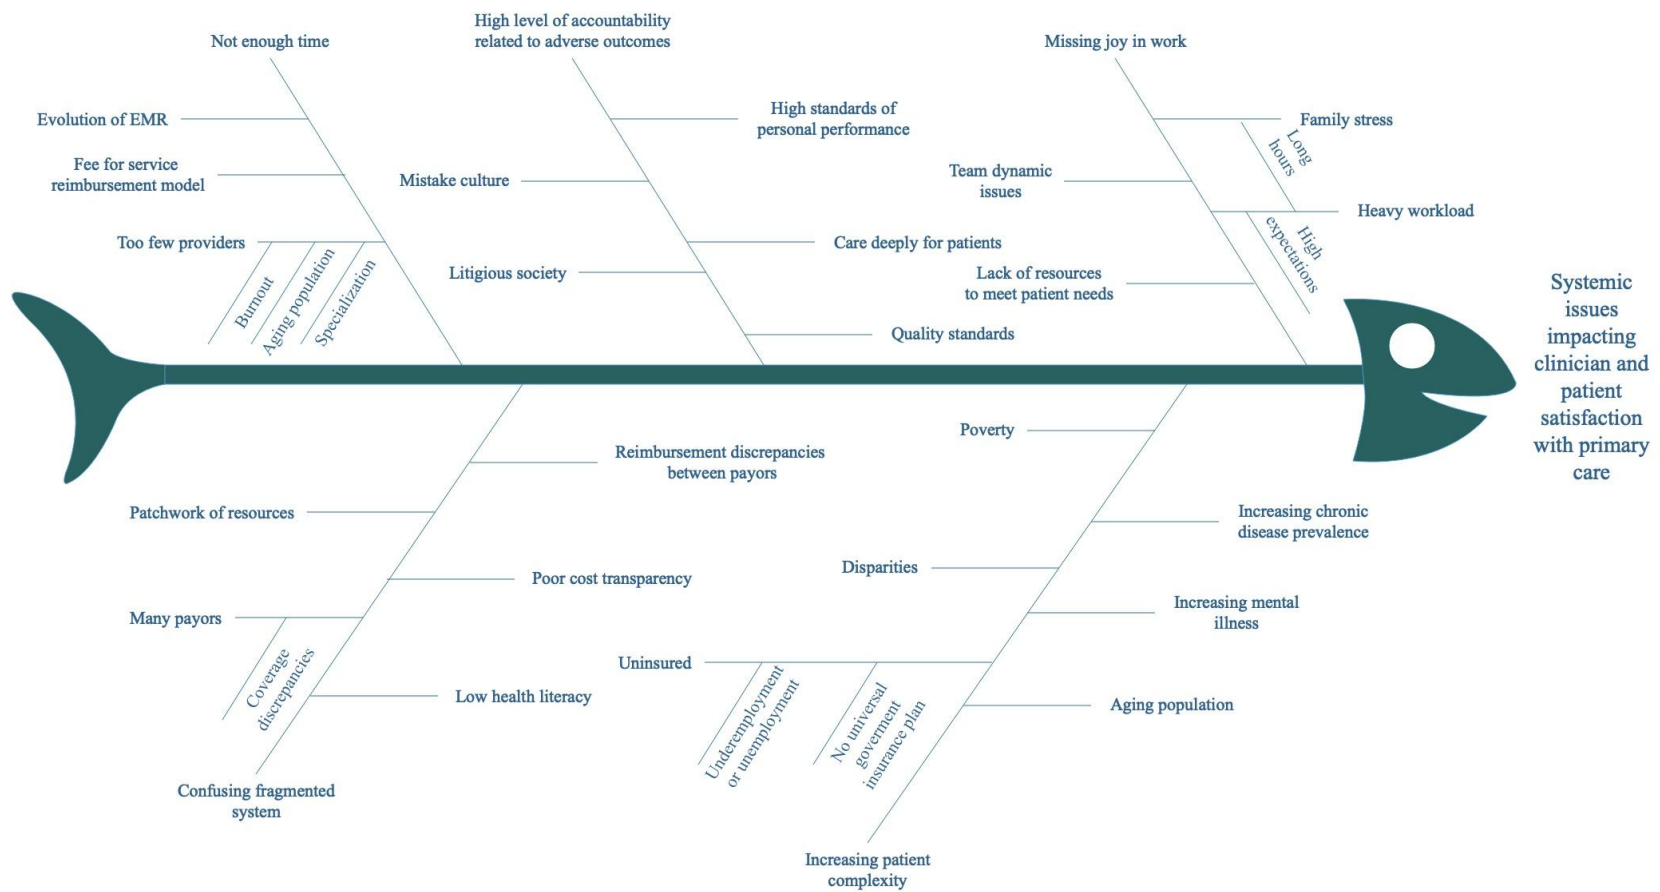 Not enough time
Evolution of EMR
Fee for service
reimbursement model
Too few providers
Burnout
Aging population
Specialization
High level of accountability
related to adverse outcomes
High standards of
personal performance
Mistake culture
Care deeply for patients
Litigious society
Quality standards
Missing joy in work
Family stress
Long
hours
Team dynamic
issues
Heavy workload
High
expectations
Lack of resources
to meet patient needs
Systemic
issues
impacting
clinician and
patient
satisfaction
with primary
care
Reimbursement discrepancies
between payors
Patchwork of resources
Poor cost transparency
Many payors
Coverage
discrepancies
Low health literacy
Confusing fragmented
system
Poverty
Increasing chronic
disease prevalence
Disparities
Increasing mental
illness
Uninsured
Underemployment
or unemployment
No universal
goverment
insurance plan
Aging population
Increasing patient
complexity